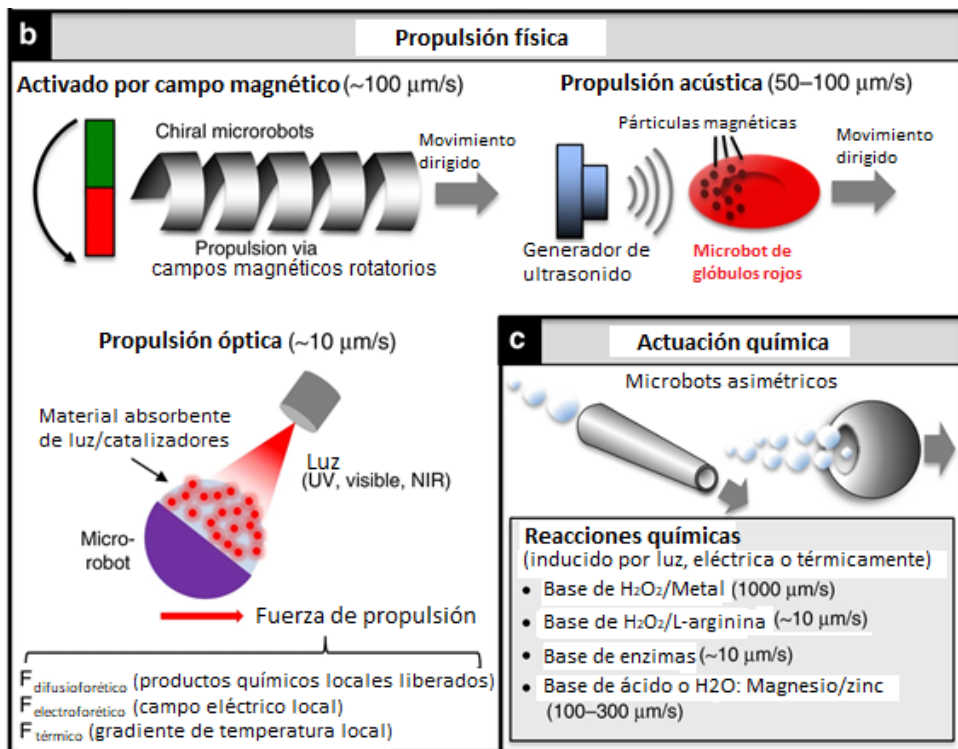 b
Propulsión física
Activado por campo magnético (~100 μm/s)
Chiral microrobots
Movimiento
dirigido
Propulsion via
campos magnéticos rotatorios
Propulsión acústica (50–100 μm/s)
Párticulas magnéticas
Movimiento
dirigido
Generador de
ultrasonido
Microbot de
glóbulos rojos
Propulsión óptica (~10 μm/s)
Material absorbente
de luz/catalizadores
Luz
(UV, visible, NIR)
Micro-
robot
Fuerza de propulsión
F difusioforético (productos químicos locales liberados)
F electroforético (campo eléctrico local)
F térmico (gradiente de temperatura local)
c
Actuación química
Microbots asimétricos
Reacciones químicas
(inducido por luz, eléctrica o térmicamente)
• Base de H₂O₂/Metal (1000 μm/s)
• Base de H₂O₂/L-arginina (~10 μm/s)
• Base de enzimas (~10 μm/s)
• Base de ácido o H2O: Magnesio/zinc
(100–300 μm/s)